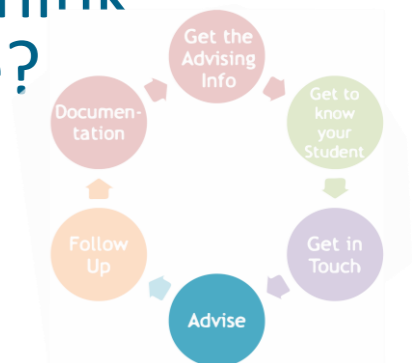 ?
Get the
Advising
Info
Get to
know
your
Student
Get in
Touch
Advise
Follow
Up
Documen-
tation